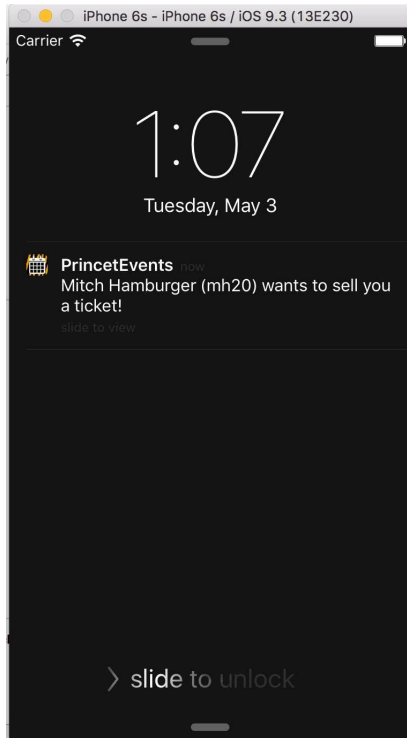 iPhone 6s - iPhone 6s / iOS 9.3 (13E230)
Carrier
1:07
Tuesday, May 3
PrincetEvents now
Mitch Hamburger (mh20) wants to sell you
a ticket!
slide to view
slide to unlock